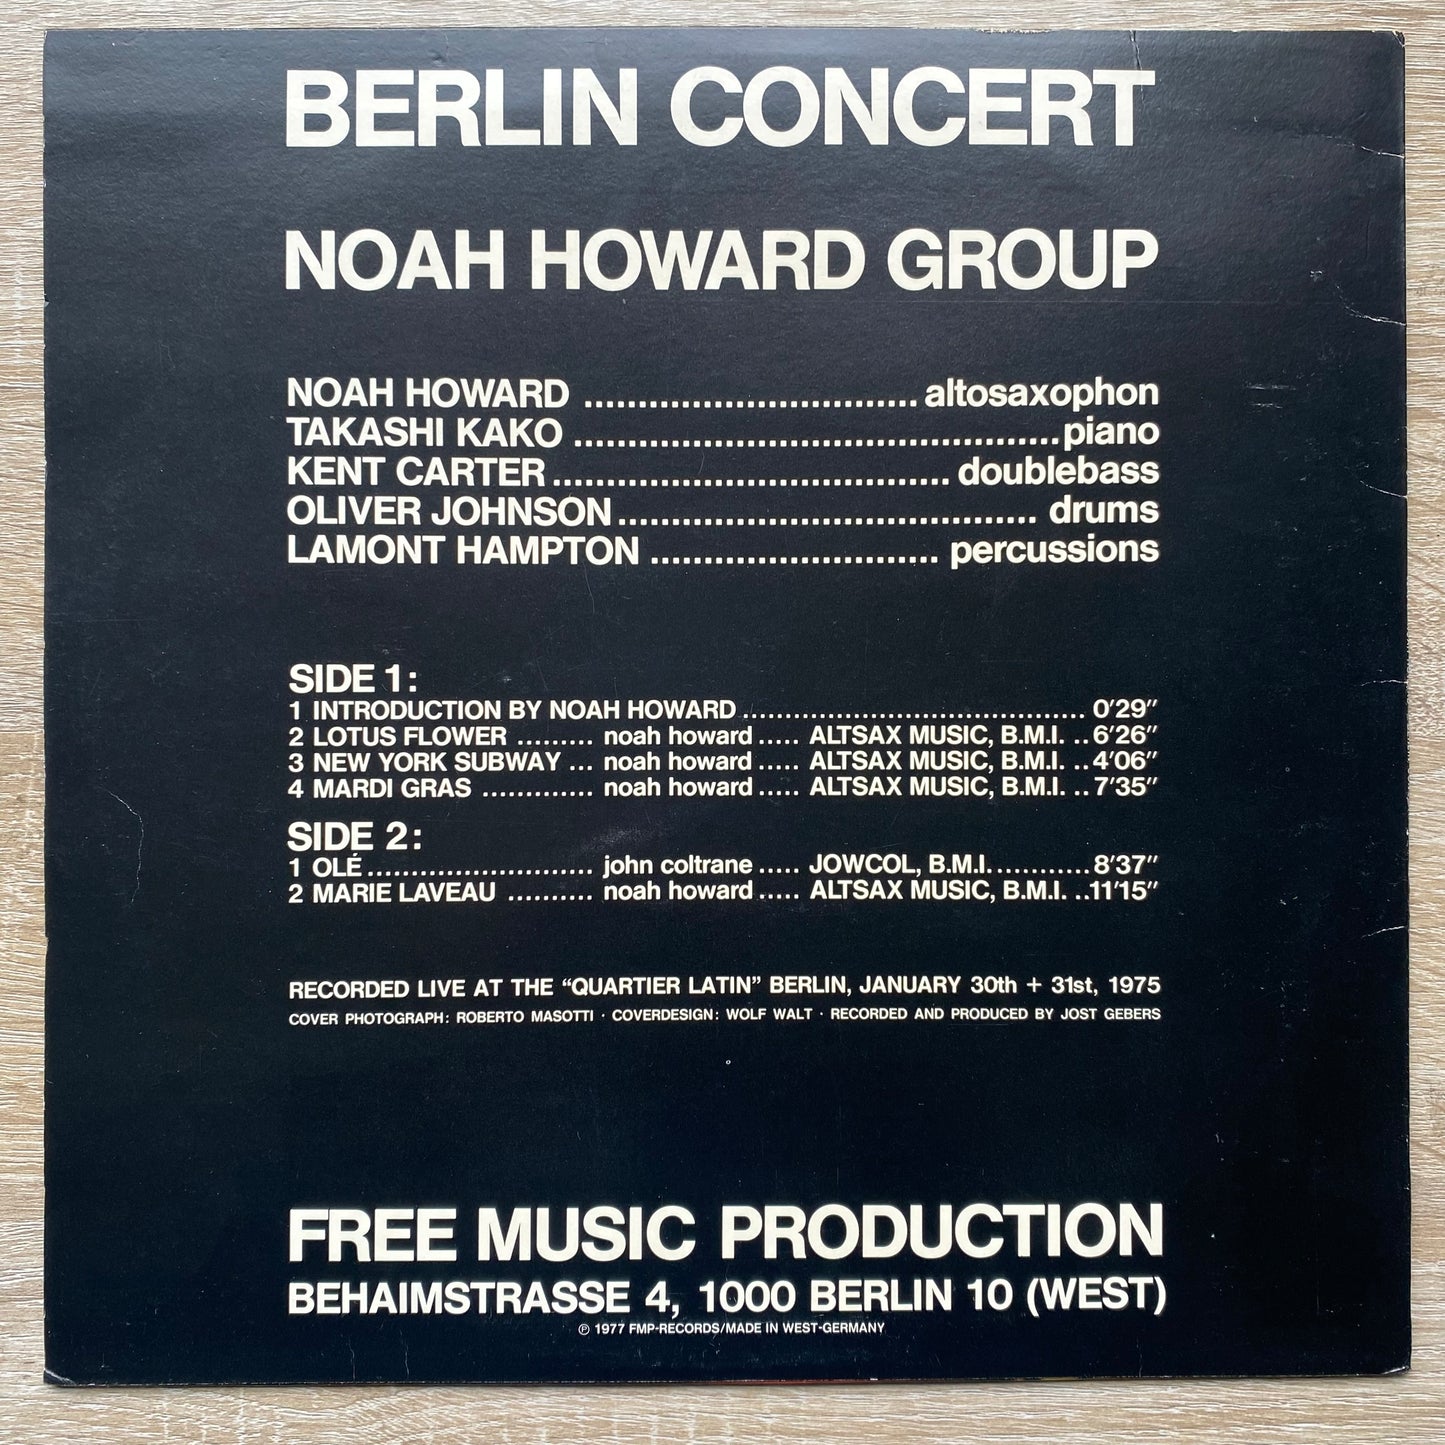 BERLIN CONCERT
NOAH HOWARD GROUP
NOAH HOWARD ............................... altosaxophon
TAKASHI KAKO .............................................piano
KENT CARTER ..................................... doublebass
OLIVER JOHNSON ....................................... drums
LAMONT HAMPTON ........................... percussions
SIDE 1:
1 INTRODUCTION BY NOAH HOWARD ...................................... 0'29"
2 LOTUS FLOWER ......... noah howard ..... ALTSAX MUSIC, B.M.I. ..6'26"
3 NEW YORK SUBWAY ... noah howard ..... ALTSAX MUSIC, B.M.I. ..4'06"
4 MARDI GRAS ............. noah howard ..... ALTSAX MUSIC, B.M.I. ..7'35"
SIDE 2:
1 OLÉ .......................... john coltrane ..... JOWCOL, B.M.I. ...........8'37"
2 MARIE LAVEAU .......... noah howard ..... ALTSAX MUSIC, B.M.I. ..11'15"
RECORDED LIVE AT THE “QUARTIER LATIN” BERLIN, JANUARY 30th + 31st, 1975
COVER PHOTOGRAPH: ROBERTO MASOTTI · COVERDESIGN: WOLF WALT · RECORDED AND PRODUCED BY JOST GEBERS
FREE MUSIC PRODUCTION
BEHAIMSTRASSE 4, 1000 BERLIN 10 (WEST)
℗ 1977 FMP-RECORDS/MADE IN WEST-GERMANY